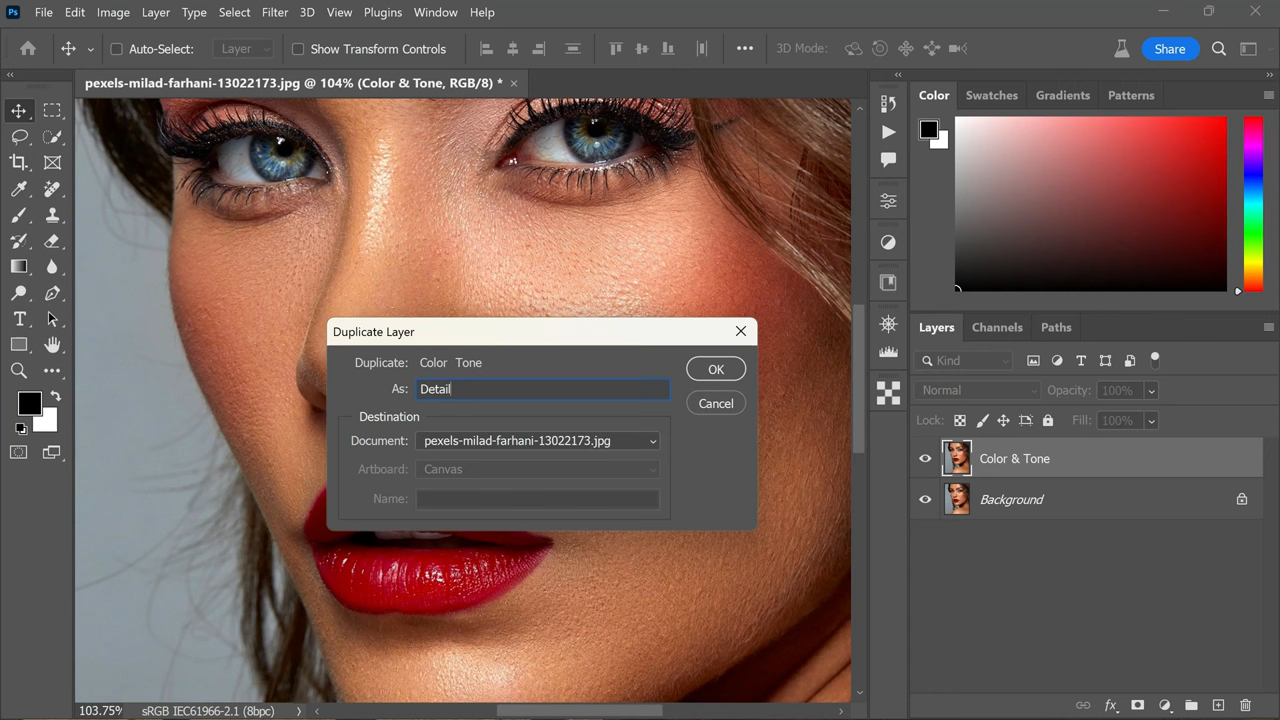 Ps File Edit Image Layer Type Select Filter 3D View Plugins Window Help
Auto-Select: Layer Show Transform Controls 3D Mode: Share
pexels-milad-farhani-13022173.jpg @ 104% (Color & Tone, RGB/8) *
Color Swatches Gradients Patterns
Duplicate Layer
Duplicate: Color Tone
As: Detail
OK
Cancel
Destination
Document: pexels-milad-farhani-13022173.jpg
Artboard: Canvas
Name:
Layers Channels Paths
Kind
Normal Opacity: 100%
Lock: Fill: 100%
Color & Tone
Background
103.75% sRGB IEC61966-2.1 (8bpc)
fx